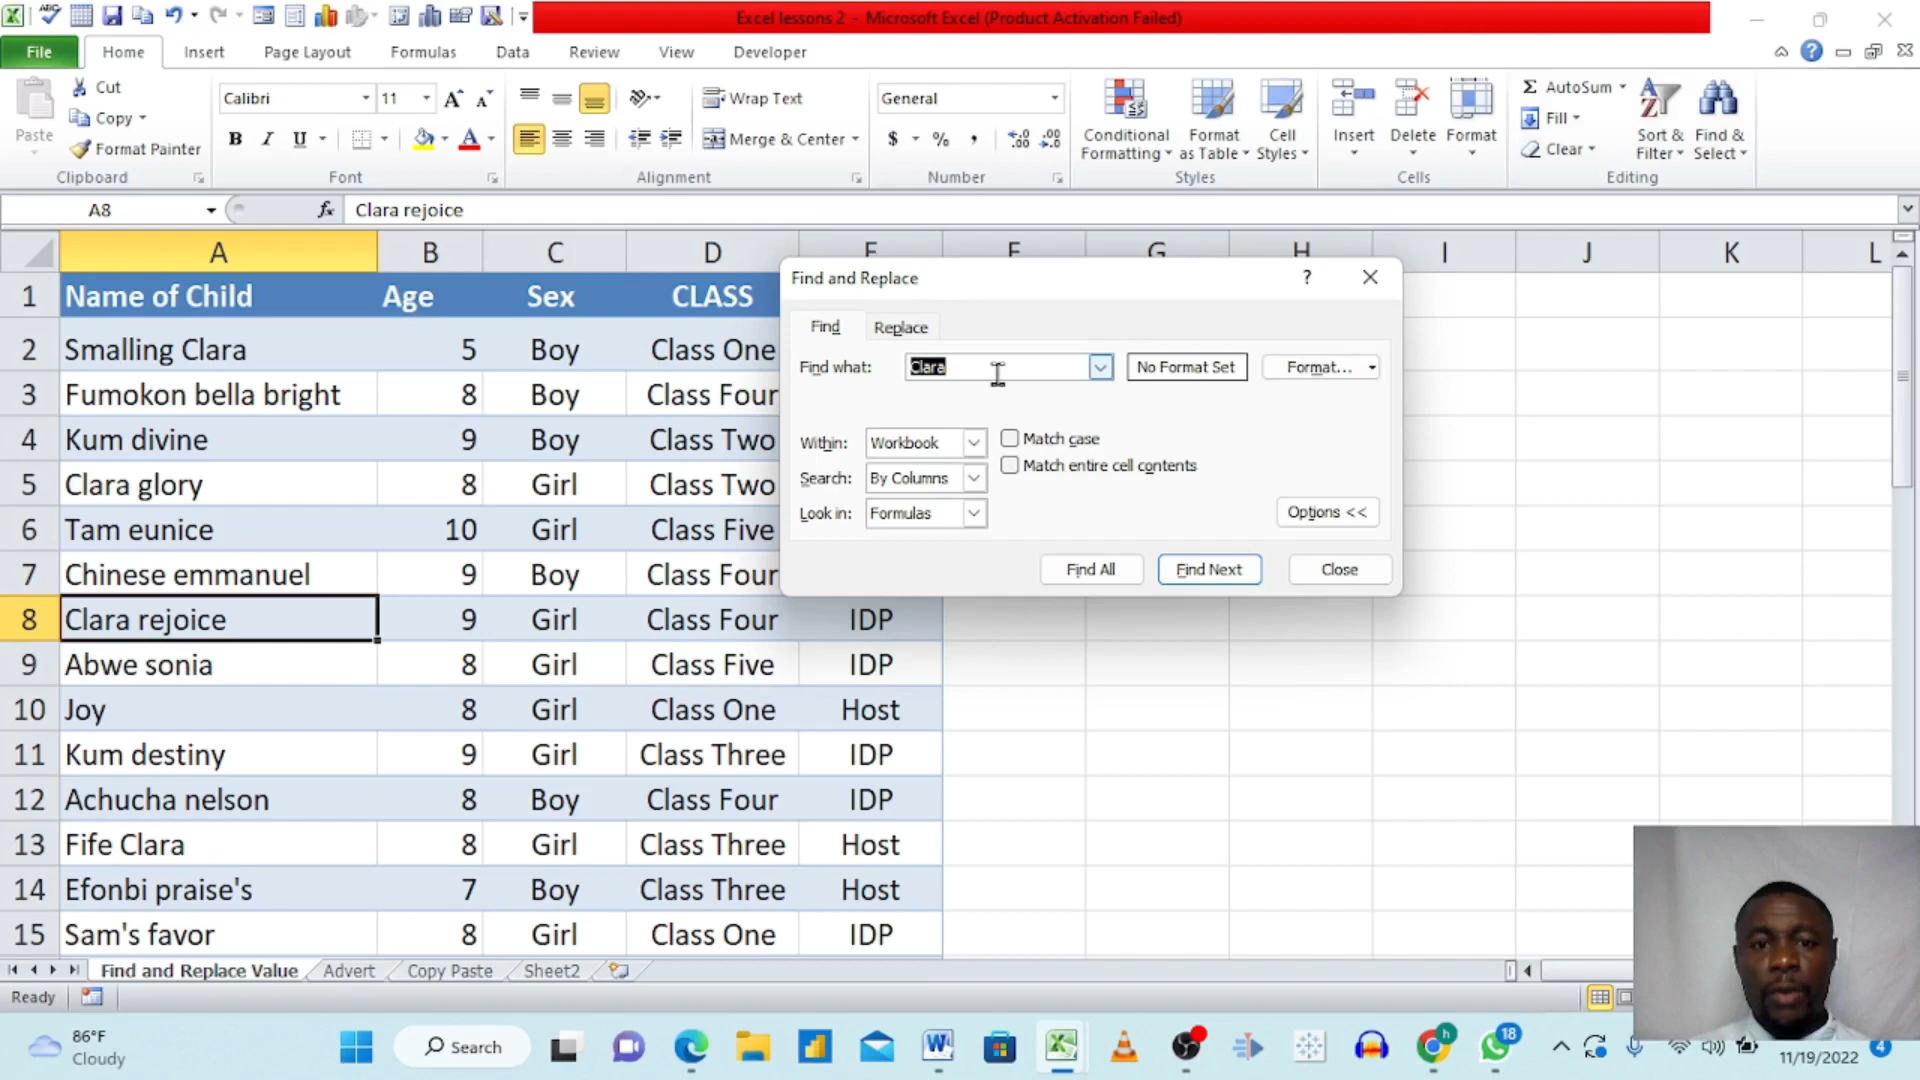 Excel lessons 2 - Microsoft Excel (Product Activation Failed)
File Home Insert Page Layout Formulas Data Review View Developer
Paste Cut Copy Format Painter Clipboard
Calibri 11 B I U Font
Wrap Text Merge & Center Alignment
General $ % , Number
Conditional Formatting Format as Table Cell Styles Styles
Insert Delete Format Cells
AutoSum Fill Clear Sort & Filter Find & Select Editing
A8 fx Clara rejoice
A B C D E F G H I J K L
1 Name of Child Age Sex CLASS
2 Smalling Clara 5 Boy Class One
3 Fumokon bella bright 8 Boy Class Four
4 Kum divine 9 Boy Class Two
5 Clara glory 8 Girl Class Two
6 Tam eunice 10 Girl Class Five
7 Chinese emmanuel 9 Boy Class Four
8 Clara rejoice 9 Girl Class Four IDP
9 Abwe sonia 8 Girl Class Five IDP
10 Joy 8 Girl Class One Host
11 Kum destiny 9 Girl Class Three IDP
12 Achucha nelson 8 Boy Class Four IDP
13 Fife Clara 8 Girl Class Three Host
14 Efonbi praise's 7 Boy Class Three Host
15 Sam's favor 8 Girl Class One IDP
Find and Replace ?
Find Replace
Find what: Clara No Format Set Format...
Within: Workbook Match case
Search: By Columns Match entire cell contents
Look in: Formulas
Options <<
Find All Find Next Close
Find and Replace Value Advert Copy Paste Sheet2
Ready
86°F
Cloudy
Search
18
11/19/2022 4